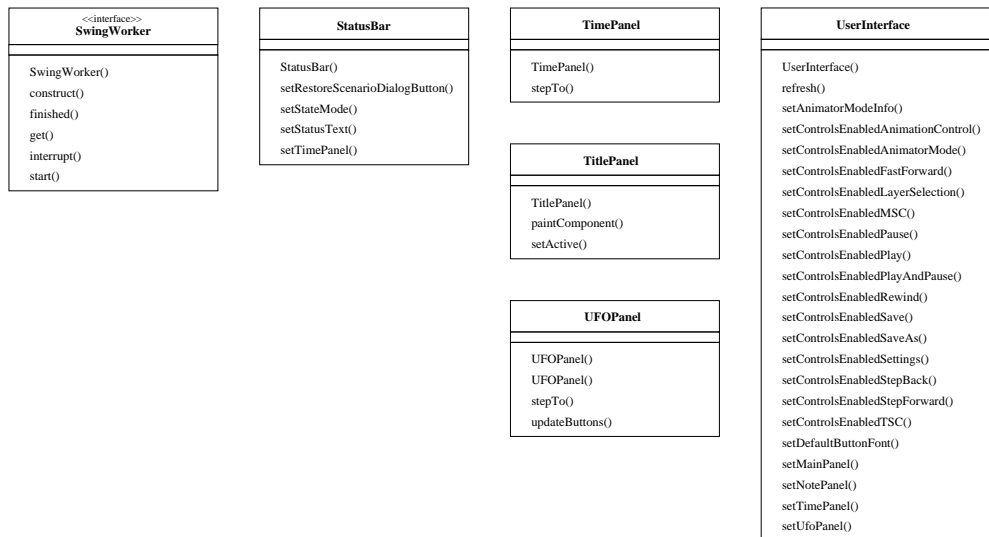 <<interface>>
SwingWorker
SwingWorker()
construct()
finished()
get()
interrupt()
start()
StatusBar
StatusBar()
setRestoreScenarioDialogButton()
setStateMode()
setStatusText()
setTimePanel()
TimePanel
TimePanel()
stepTo()
TitlePanel
TitlePanel()
paintComponent()
setActive()
UFOPanel
UFOPanel()
UFOPanel()
stepTo()
updateButtons()
UserInterface
UserInterface()
refresh()
setAnimatorModeInfo()
setControlsEnabledAnimationControl()
setControlsEnabledAnimatorMode()
setControlsEnabledFastForward()
setControlsEnabledLayerSelection()
setControlsEnabledMSC()
setControlsEnabledPause()
setControlsEnabledPlay()
setControlsEnabledPlayAndPause()
setControlsEnabledRewind()
setControlsEnabledSave()
setControlsEnabledSaveAs()
setControlsEnabledSettings()
setControlsEnabledStepBack()
setControlsEnabledStepForward()
setControlsEnabledTSC()
setDefaultButtonFont()
setMainPanel()
setNotePanel()
setTimePanel()
setUfoPanel()